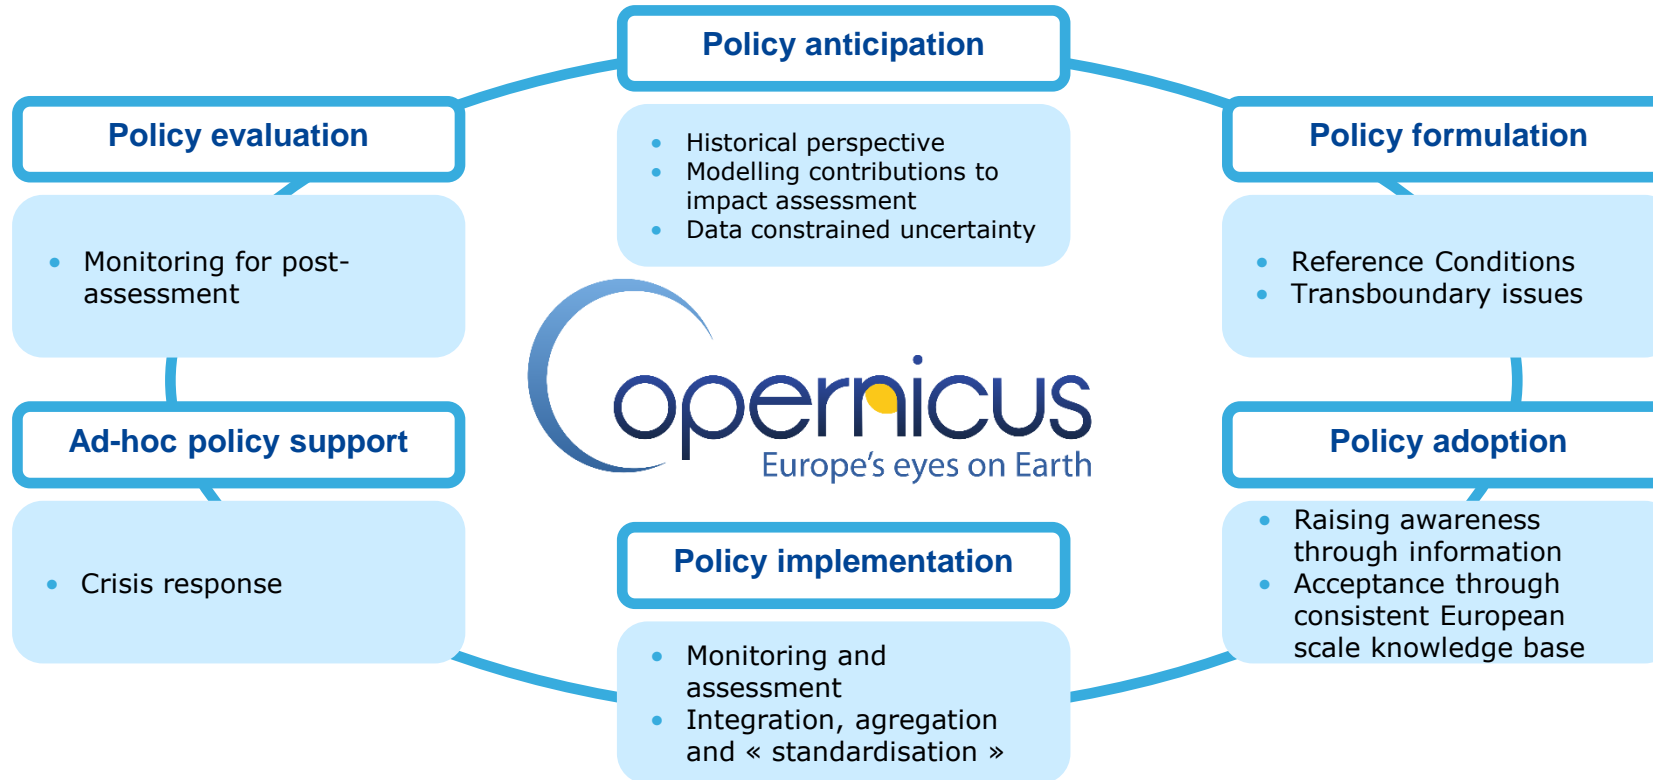 Policy anticipation
• Historical perspective
• Modelling contributions to
impact assessment
• Data constrained uncertainty
Policy formulation
• Reference Conditions
• Transboundary issues
Policy adoption
• Raising awareness
through information
• Acceptance through
consistent European
scale knowledge base
Policy implementation
• Monitoring and
assessment
• Integration, agregation
and « standardisation »
Ad-hoc policy support
• Crisis response
Policy evaluation
• Monitoring for post-
assessment
Copernicus
Europe's eyes on Earth